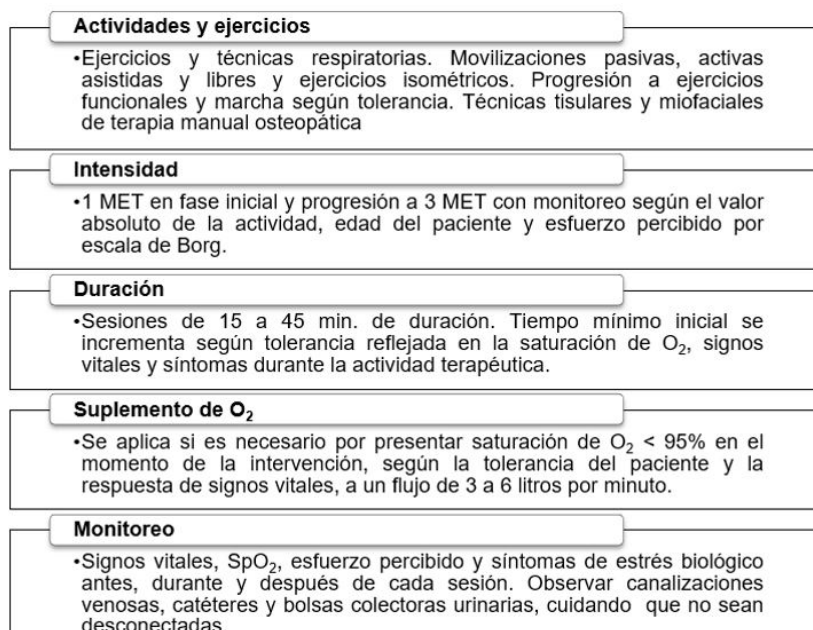 Actividades y ejercicios
•Ejercicios y técnicas respiratorias. Movilizaciones pasivas, activas
asistidas y libres y ejercicios isométricos. Progresión a ejercicios
funcionales y marcha según tolerancia. Técnicas tisulares y miofaciales
de terapia manual osteopática
Intensidad
•1 MET en fase inicial y progresión a 3 MET con monitoreo según el valor
absoluto de la actividad, edad del paciente y esfuerzo percibido por
escala de Borg.
Duración
•Sesiones de 15 a 45 min. de duración. Tiempo mínimo inicial se
incrementa según tolerancia reflejada en la saturación de O₂, signos
vitales y síntomas durante la actividad terapéutica.
Suplemento de O₂
•Se aplica si es necesario por presentar saturación de O₂ < 95% en el
momento de la intervención, según la tolerancia del paciente y la
respuesta de signos vitales, a un flujo de 3 a 6 litros por minuto.
Monitoreo
•Signos vitales, SpO₂, esfuerzo percibido y síntomas de estrés biológico
antes, durante y después de cada sesión. Observar canalizaciones
venosas, catéteres y bolsas colectoras urinarias, cuidando que no sean
desconectadas